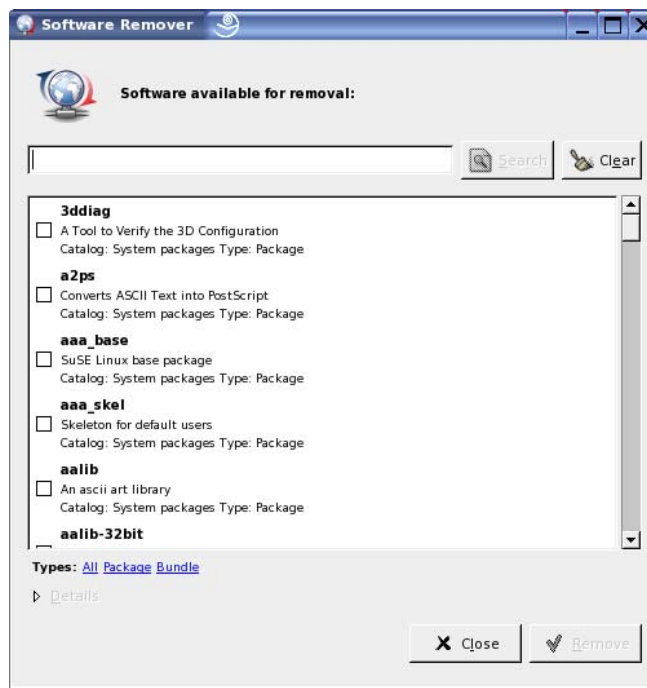 Software Remover
Software available for removal:
Search
Clear
3ddiag
A Tool to Verify the 3D Configuration
Catalog: System packages Type: Package
a2ps
Converts ASCII Text into PostScript
Catalog: System packages Type: Package
aaa_base
SuSE Linux base package
Catalog: System packages Type: Package
aaa_skel
Skeleton for default users
Catalog: System packages Type: Package
aalib
An ascii art library
Catalog: System packages Type: Package
aalib-32bit
Types: All Package Bundle
Details
Close
Remove